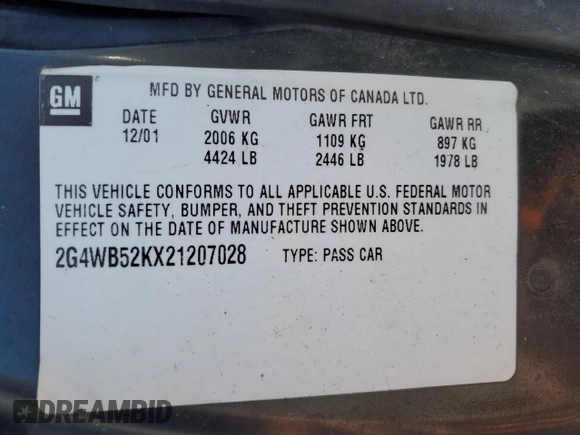 GM
MFD BY GENERAL MOTORS OF CANADA LTD.
DATE GVWR GAWR FRT GAWR RR
12/01 2006 KG 1109 KG 897 KG
4424 LB 2446 LB 1978 LB
THIS VEHICLE CONFORMS TO ALL APPLICABLE U.S. FEDERAL MOTOR
VEHICLE SAFETY, BUMPER, AND THEFT PREVENTION STANDARDS IN
EFFECT ON THE DATE OF MANUFACTURE SHOWN ABOVE.
2G4WB52KX21207028 TYPE: PASS CAR
DREAMBID